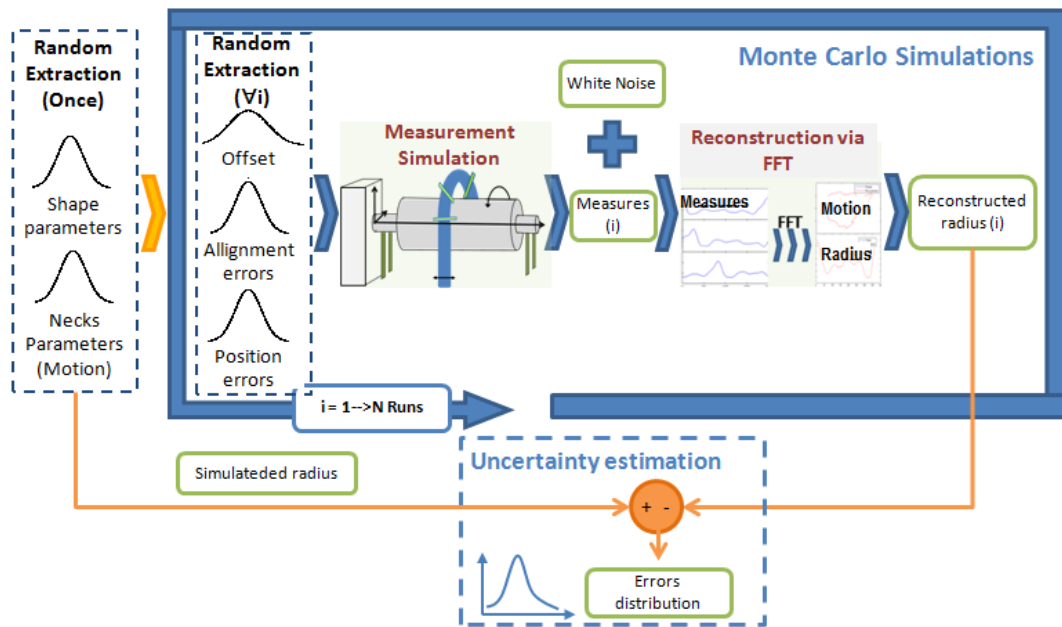 Random
Extraction
(Once)
Shape
parameters
Necks
Parameters
(Motion)
Random
Extraction
(∀i)
Offset
Allignment
errors
Position
errors
Monte Carlo Simulations
Measurement
Simulation
White Noise
Measures
(i)
Reconstruction via
FFT
Measures
FFT
Motion
Radius
Reconstructed
radius (i)
i = 1-->N Runs
Simulateded radius
Uncertainty estimation
+ -
Errors
distribution